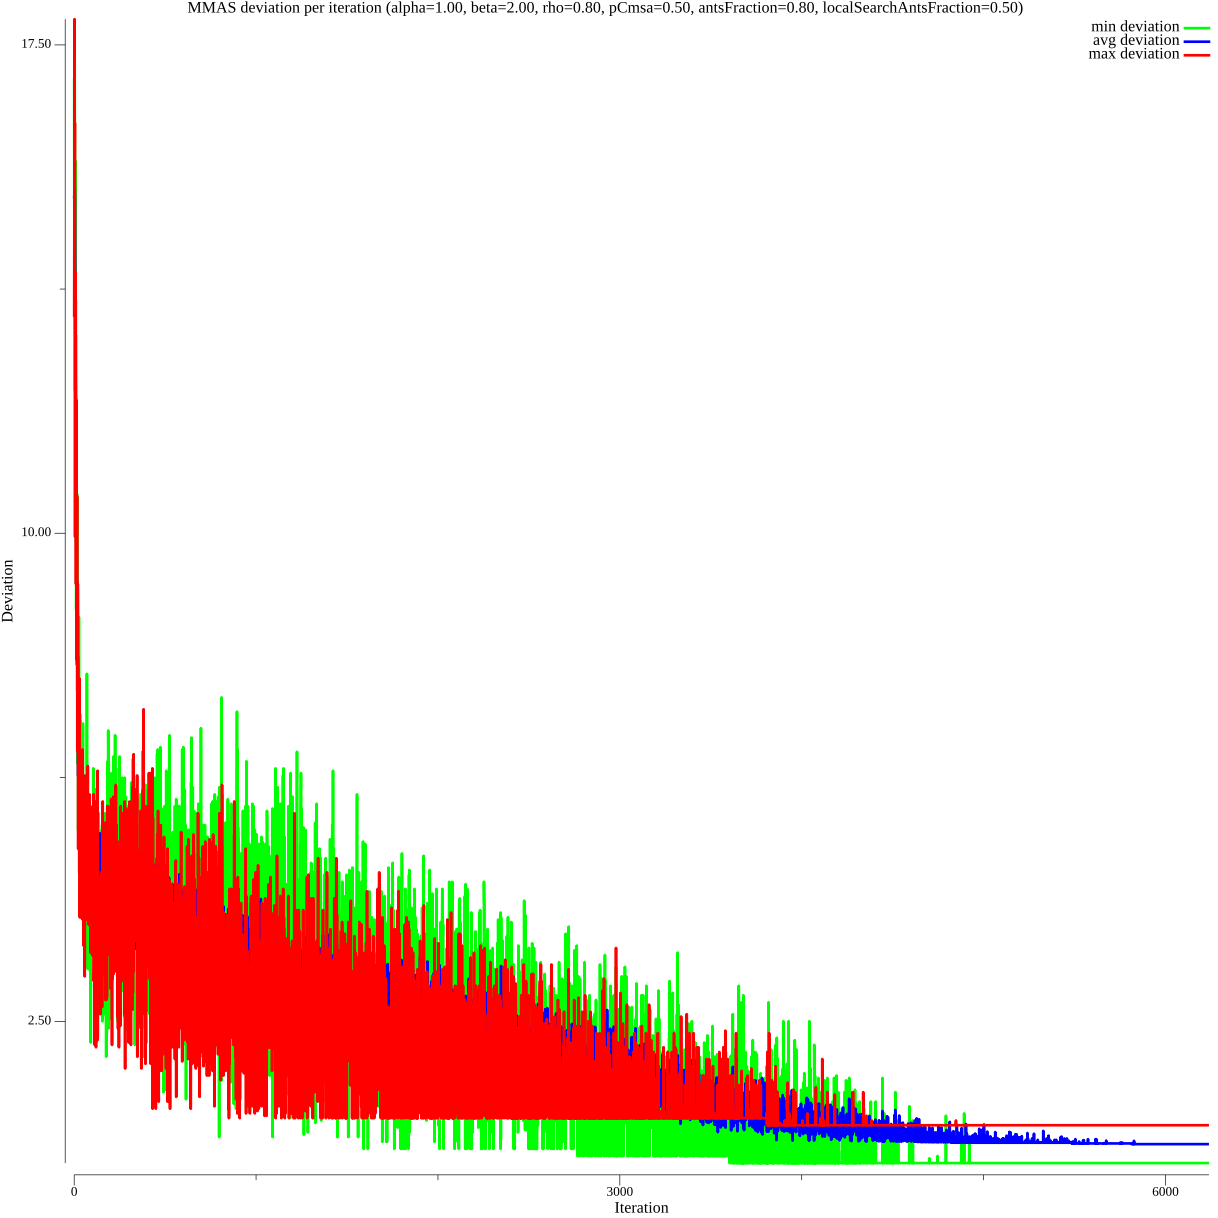 MMAS deviation per iteration (alpha=1.00, beta=2.00, rho=0.80, pCmsa=0.50, antsFraction=0.80, localSearchAntsFraction=0.50)
min deviation
avg deviation
max deviation
17.50
10.00
2.50
Deviation
0
3000
6000
Iteration